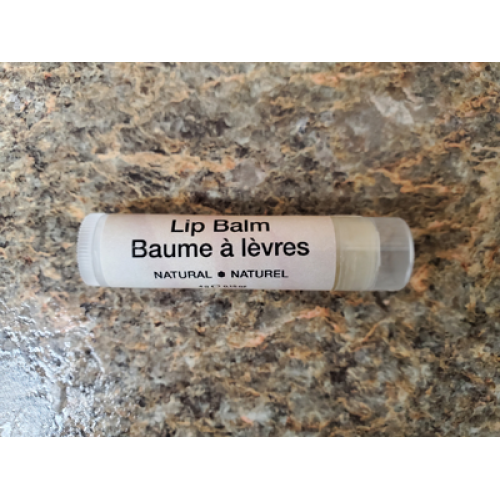 Lip Balm
Baume à lèvres
NATURAL ● NATUREL